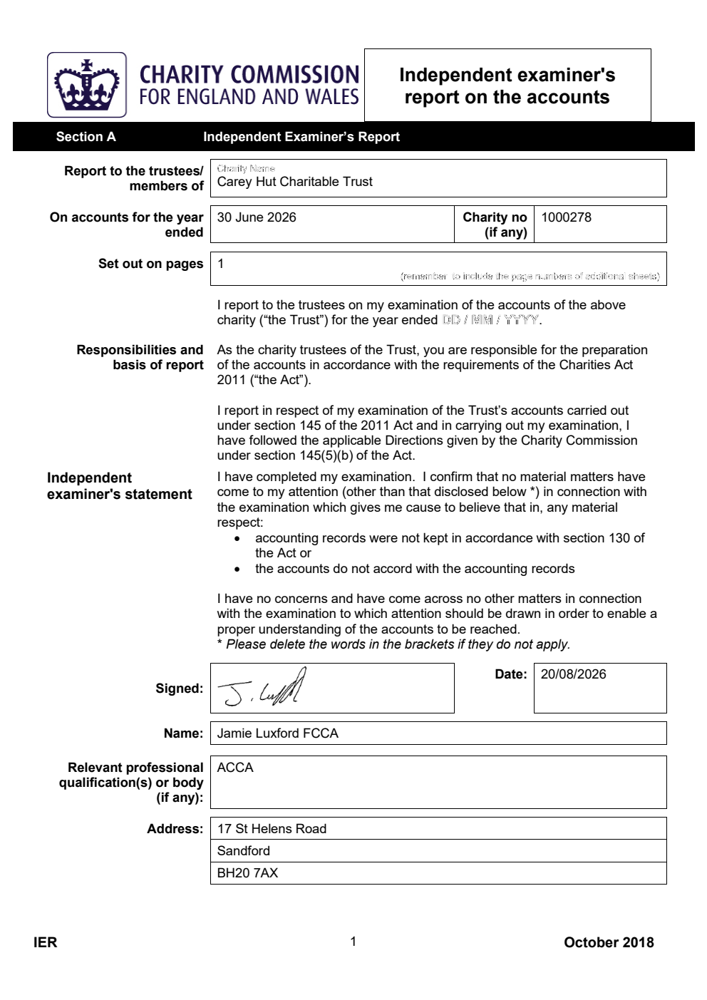 CHARITY COMMISSION
FOR ENGLAND AND WALES
Independent examiner's
report on the accounts
Section A Independent Examiner’s Report
Report to the trustees/
members of
Charity Name
Carey Hut Charitable Trust
On accounts for the year
ended
30 June 2026
Charity no
(if any)
1000278
Set out on pages
1
(remember to include the page numbers of additional sheets)
I report to the trustees on my examination of the accounts of the above
charity (“the Trust”) for the year ended DD / MM / YYYY.
Responsibilities and
basis of report
As the charity trustees of the Trust, you are responsible for the preparation
of the accounts in accordance with the requirements of the Charities Act
2011 (“the Act”).
I report in respect of my examination of the Trust’s accounts carried out
under section 145 of the 2011 Act and in carrying out my examination, I
have followed the applicable Directions given by the Charity Commission
under section 145(5)(b) of the Act.
Independent
examiner's statement
I have completed my examination.  I confirm that no material matters have
come to my attention (other than that disclosed below *) in connection with
the examination which gives me cause to believe that in, any material
respect:
• accounting records were not kept in accordance with section 130 of
the Act or
• the accounts do not accord with the accounting records
I have no concerns and have come across no other matters in connection
with the examination to which attention should be drawn in order to enable a
proper understanding of the accounts to be reached.
* Please delete the words in the brackets if they do not apply.
Signed:
J. Luxford
Date:
20/08/2026
Name:
Jamie Luxford FCCA
Relevant professional
qualification(s) or body
(if any):
ACCA
Address:
17 St Helens Road
Sandford
BH20 7AX
IER 1 October 2018